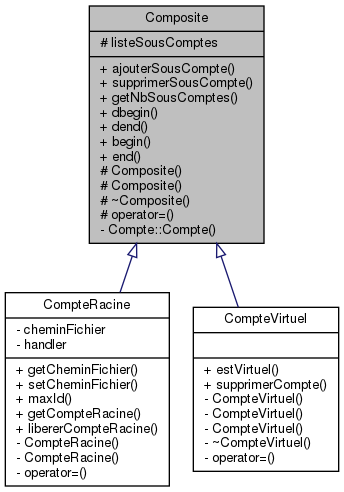 Composite
# listeSousComptes
+ ajouterSousCompte()
+ supprimerSousCompte()
+ getNbSousComptes()
+ dbegin()
+ dend()
+ begin()
+ end()
# Composite()
# Composite()
# ~Composite()
# operator=()
- Compte::Compte()
CompteRacine
- cheminFichier
- handler
+ getCheminFichier()
+ setCheminFichier()
+ maxId()
+ getCompteRacine()
+ libererCompteRacine()
- CompteRacine()
- CompteRacine()
- operator=()
CompteVirtuel
+ estVirtuel()
+ supprimerCompte()
- CompteVirtuel()
- CompteVirtuel()
- CompteVirtuel()
- ~CompteVirtuel()
- operator=()